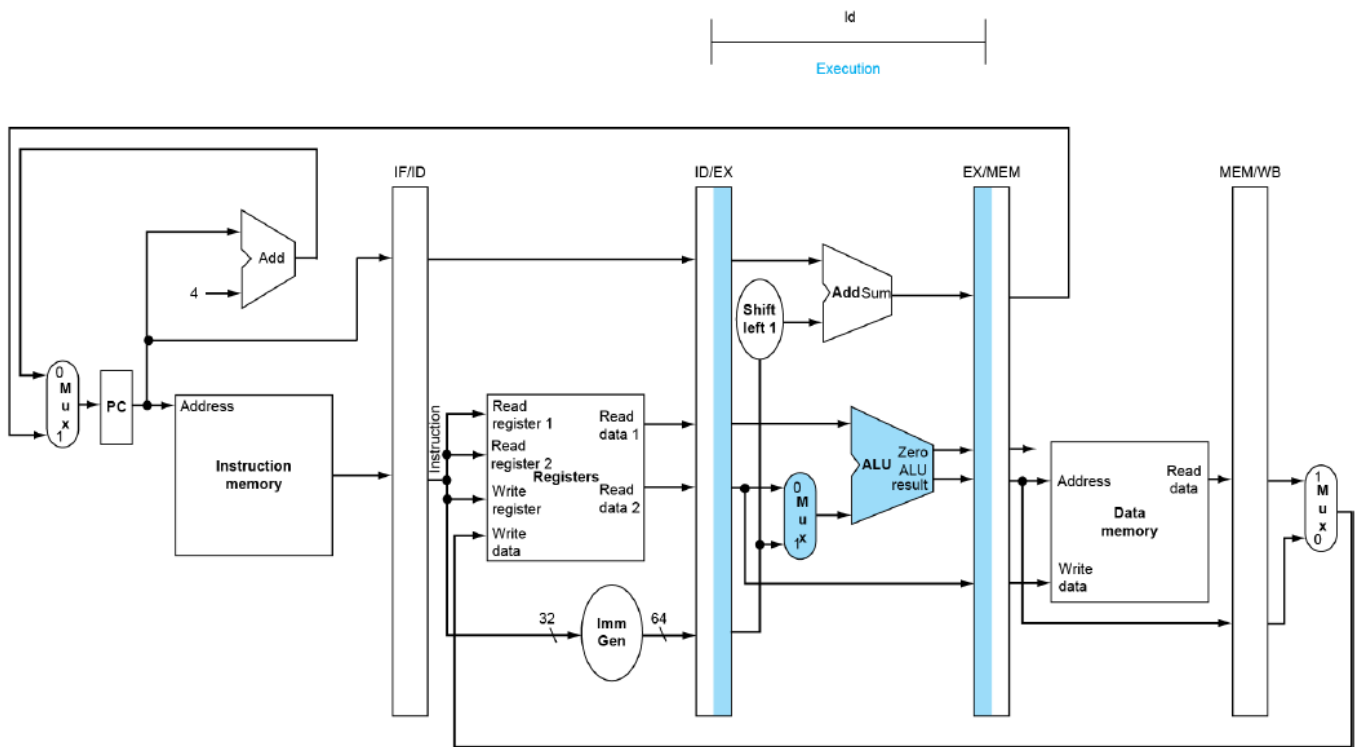 ld
Execution
IF/ID
ID/EX
EX/MEM
MEM/WB
Add
4
Shift
left 1
AddSum
0
M
u
x
1
PC
Address
Instruction
memory
Instruction
Read
register 1
Read
register 2
Write
register
Write
data
Registers
Read
data 1
Read
data 2
0
M
u
x
1
ALU
Zero
ALU
result
Address
Write
data
Data
memory
Read
data
1
M
u
x
0
32
Imm
Gen
64